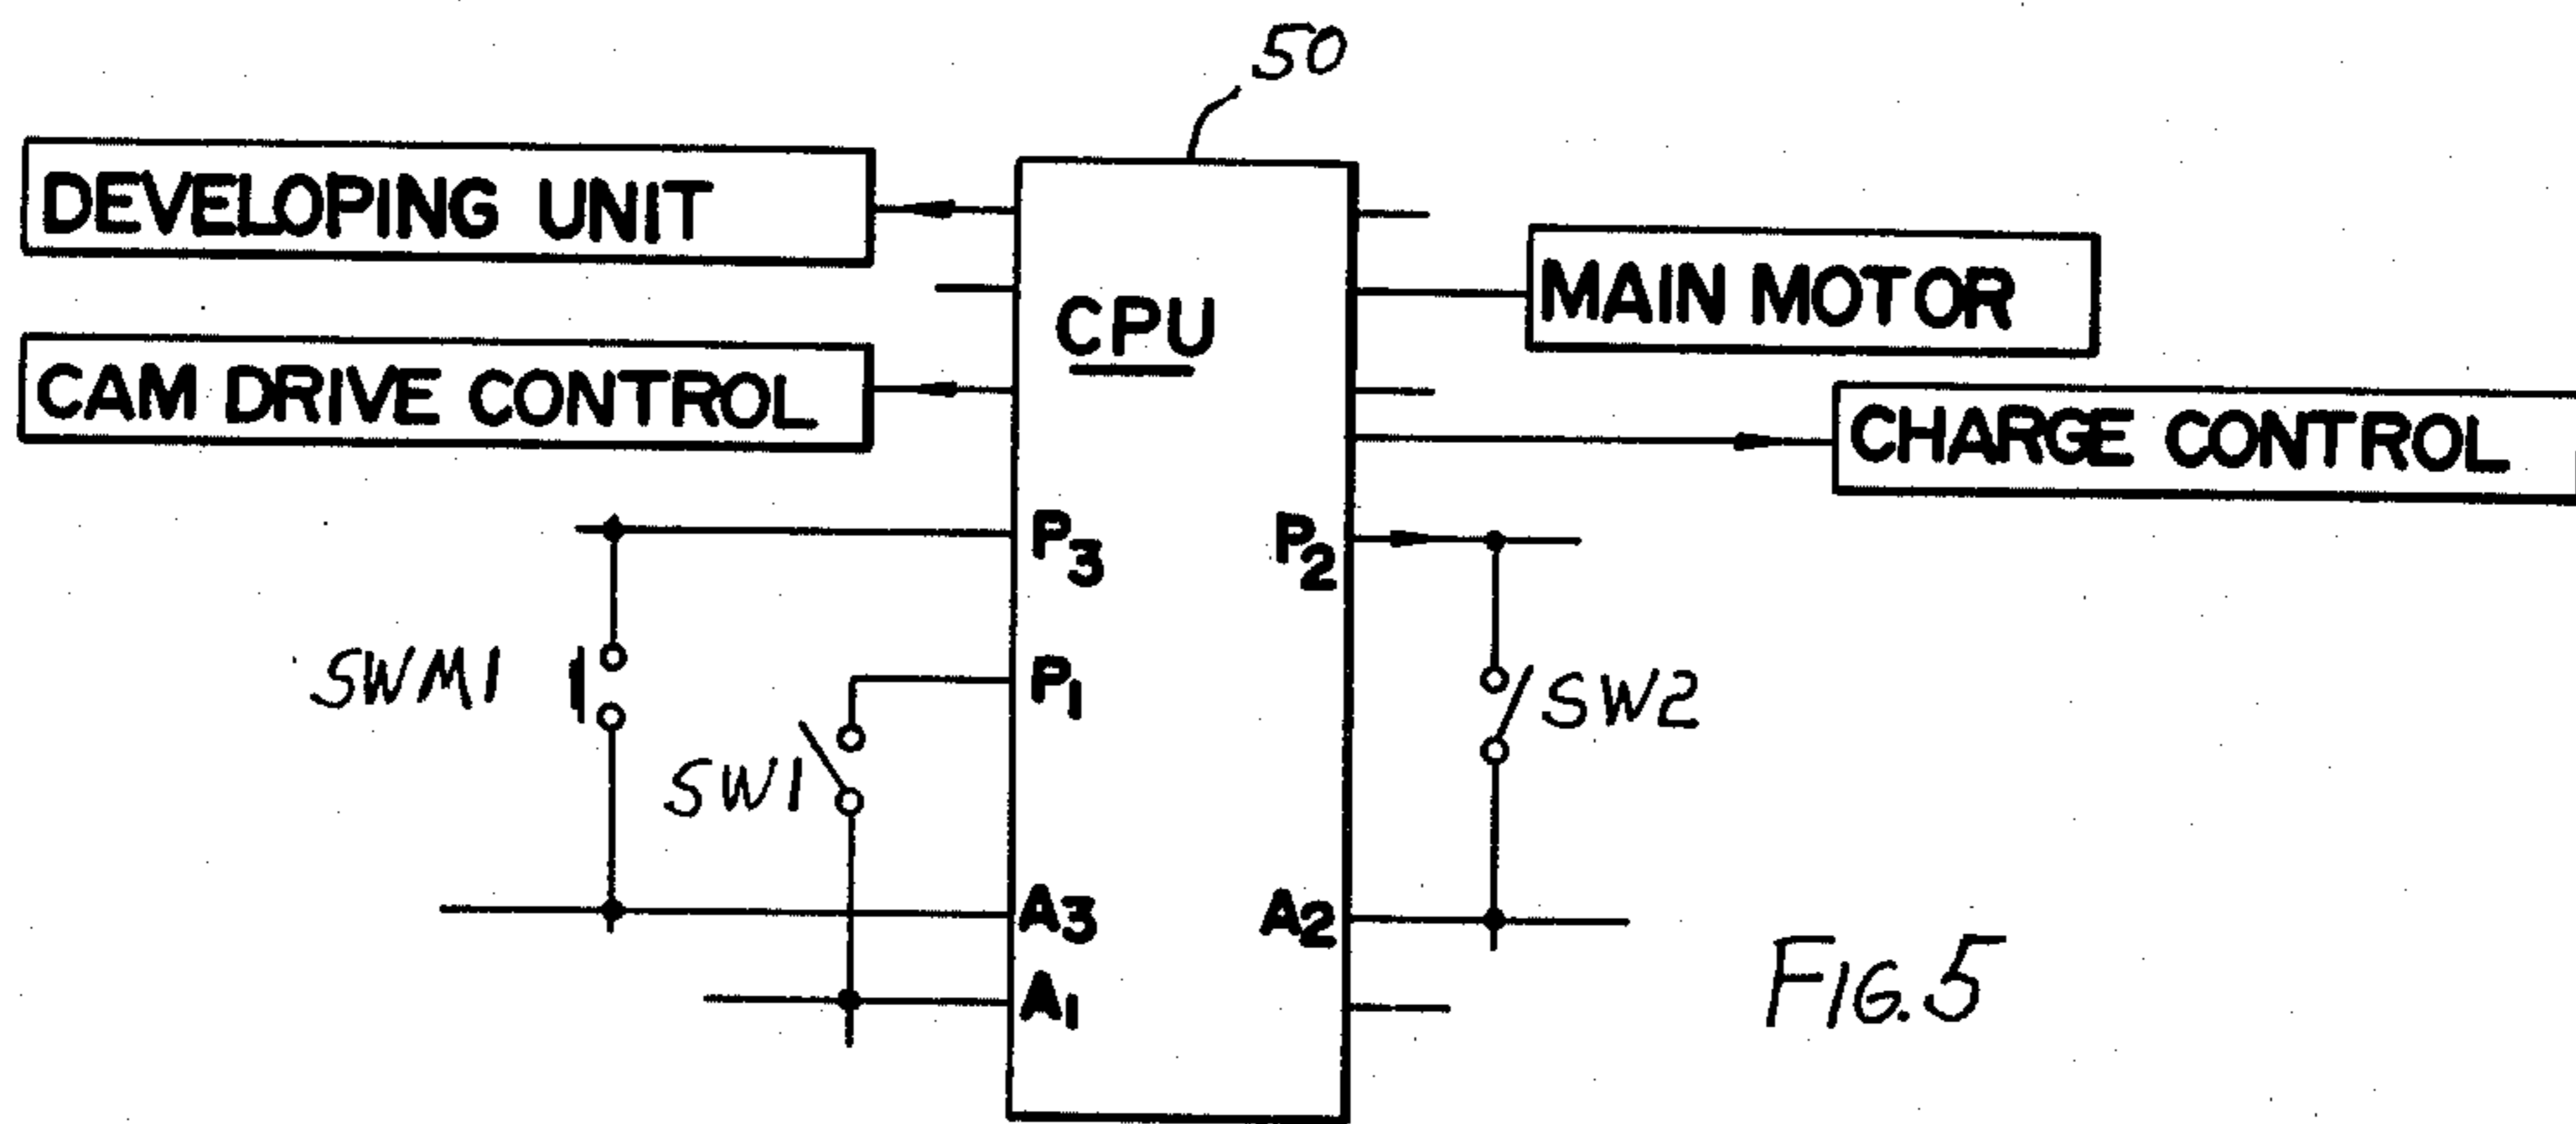 50
DEVELOPING UNIT
CPU
MAIN MOTOR
CAM DRIVE CONTROL
CHARGE CONTROL
P3
P2
SWM1
P1
SW2
SW1
A3
A2
A1
FIG. 5